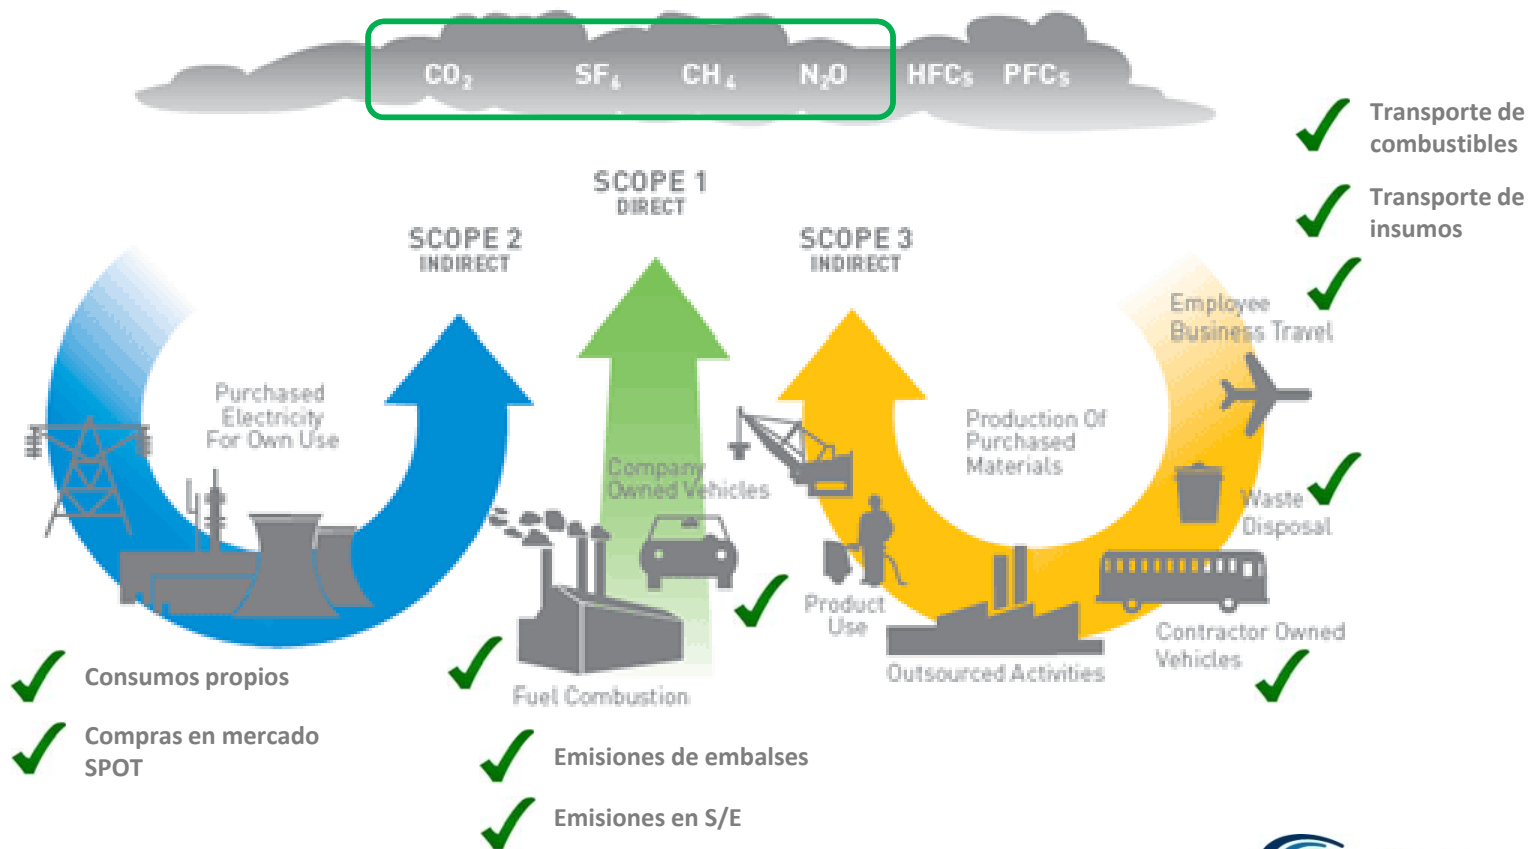 CO₂ SF₆ CH₄ N₂O HFCs PFCs
Transporte de
combustibles
Transporte de
insumos
SCOPE 1
DIRECT
SCOPE 2
INDIRECT
SCOPE 3
INDIRECT
Employee
Business Travel
Purchased
Electricity
For Own Use
Company
Owned Vehicles
Production Of
Purchased
Materials
Waste
Disposal
Product
Use
Contractor Owned
Vehicles
Outsourced Activities
Fuel Combustion
Consumos propios
Compras en mercado
SPOT
Emisiones de embalses
Emisiones en S/E